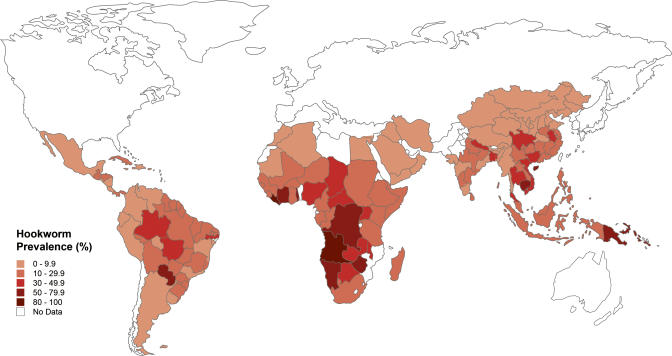 Hookworm
Prevalence (%)
0 - 9.9
10 - 29.9
30 - 49.9
50 - 79.9
80 - 100
No Data